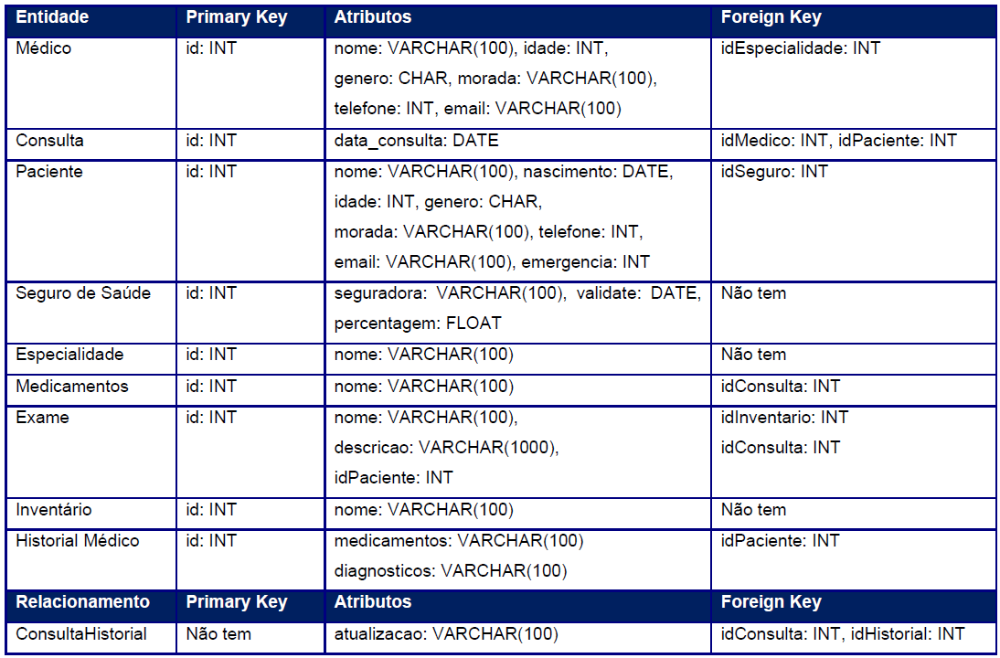 Entidade Primary Key Atributos Foreign Key
Médico id: INT nome: VARCHAR(100), idade: INT, idEspecialidade: INT
genero: CHAR, morada: VARCHAR(100),
telefone: INT, email: VARCHAR(100)
Consulta id: INT data_consulta: DATE idMedico: INT, idPaciente: INT
Paciente id: INT nome: VARCHAR(100), nascimento: DATE, idSeguro: INT
idade: INT, genero: CHAR,
morada: VARCHAR(100), telefone: INT,
email: VARCHAR(100), emergencia: INT
Seguro de Saúde id: INT seguradora: VARCHAR(100), validate: DATE, Não tem
percentagem: FLOAT
Especialidade id: INT nome: VARCHAR(100) Não tem
Medicamentos id: INT nome: VARCHAR(100) idConsulta: INT
Exame id: INT nome: VARCHAR(100), idInventario: INT
descricao: VARCHAR(1000), idConsulta: INT
idPaciente: INT
Inventário id: INT nome: VARCHAR(100) Não tem
Historial Médico id: INT medicamentos: VARCHAR(100) idPaciente: INT
diagnosticos: VARCHAR(100)
Relacionamento Primary Key Atributos Foreign Key
ConsultaHistorial Não tem atualizacao: VARCHAR(100) idConsulta: INT, idHistorial: INT